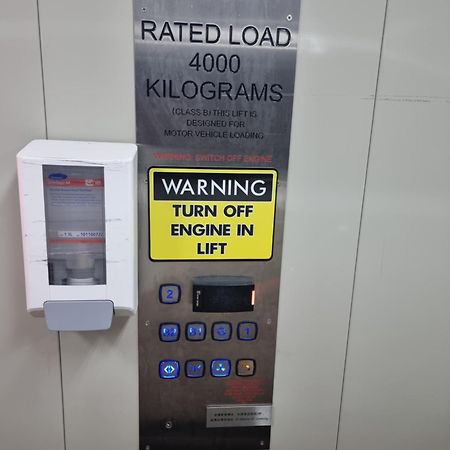 RATED LOAD
4000
KILOGRAMS
(CLASS B) THIS LIFT IS
DESIGNED FOR
MOTOR VEHICLE LOADING
WARNING: SWITCH OFF ENGINE
WARNING
TURN OFF
ENGINE IN
LIFT
2
1